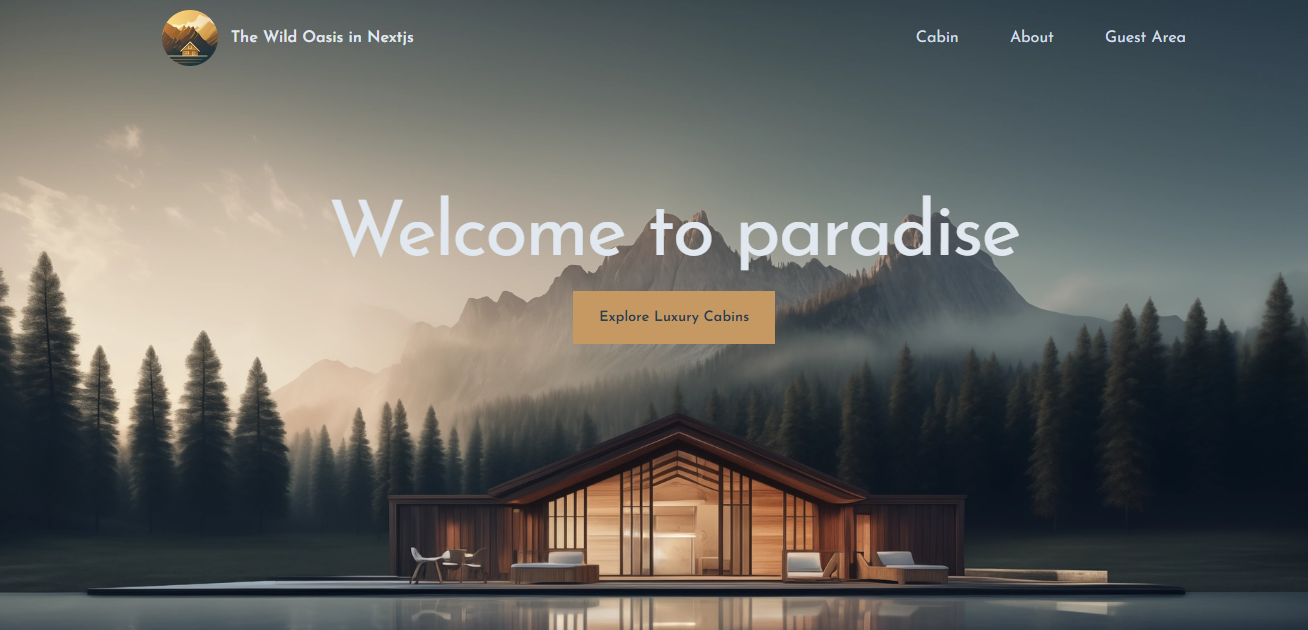 The Wild Oasis in Nextjs
Cabin
About
Guest Area
Welcome to paradise
Explore Luxury Cabins